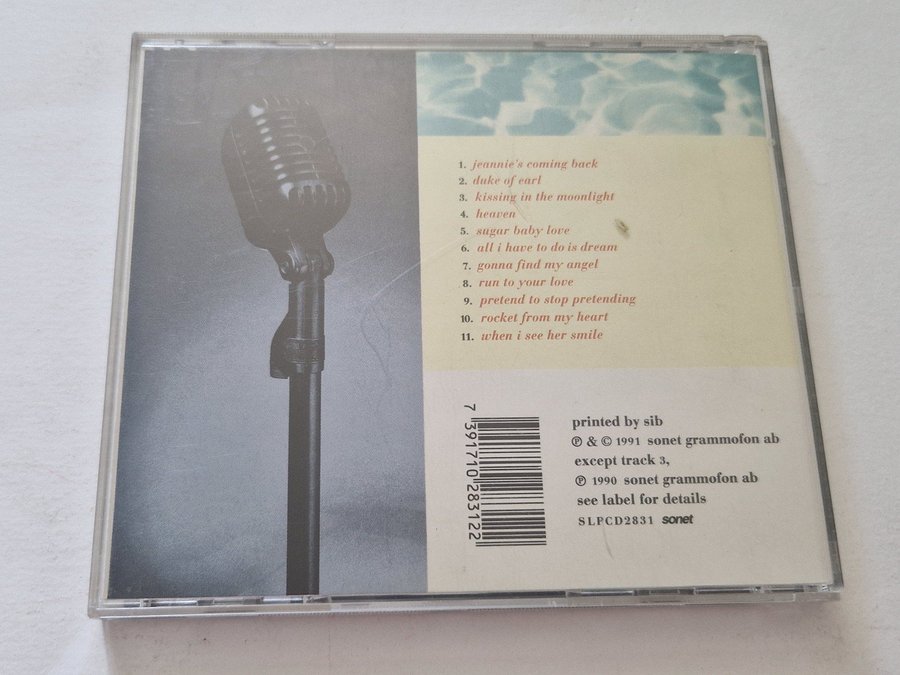 1. jeannie's coming back
2. duke of earl
3. kissing in the moonlight
4. heaven
5. sugar baby love
6. all i have to do is dream
7. gonna find my angel
8. run to your love
9. pretend to stop pretending
10. rocket from my heart
11. when i see her smile
7 391710 283122
printed by sib
℗ & © 1991 sonet grammofon ab
except track 3,
℗ 1990 sonet grammofon ab
see label for details
SLPCD2831 sonet